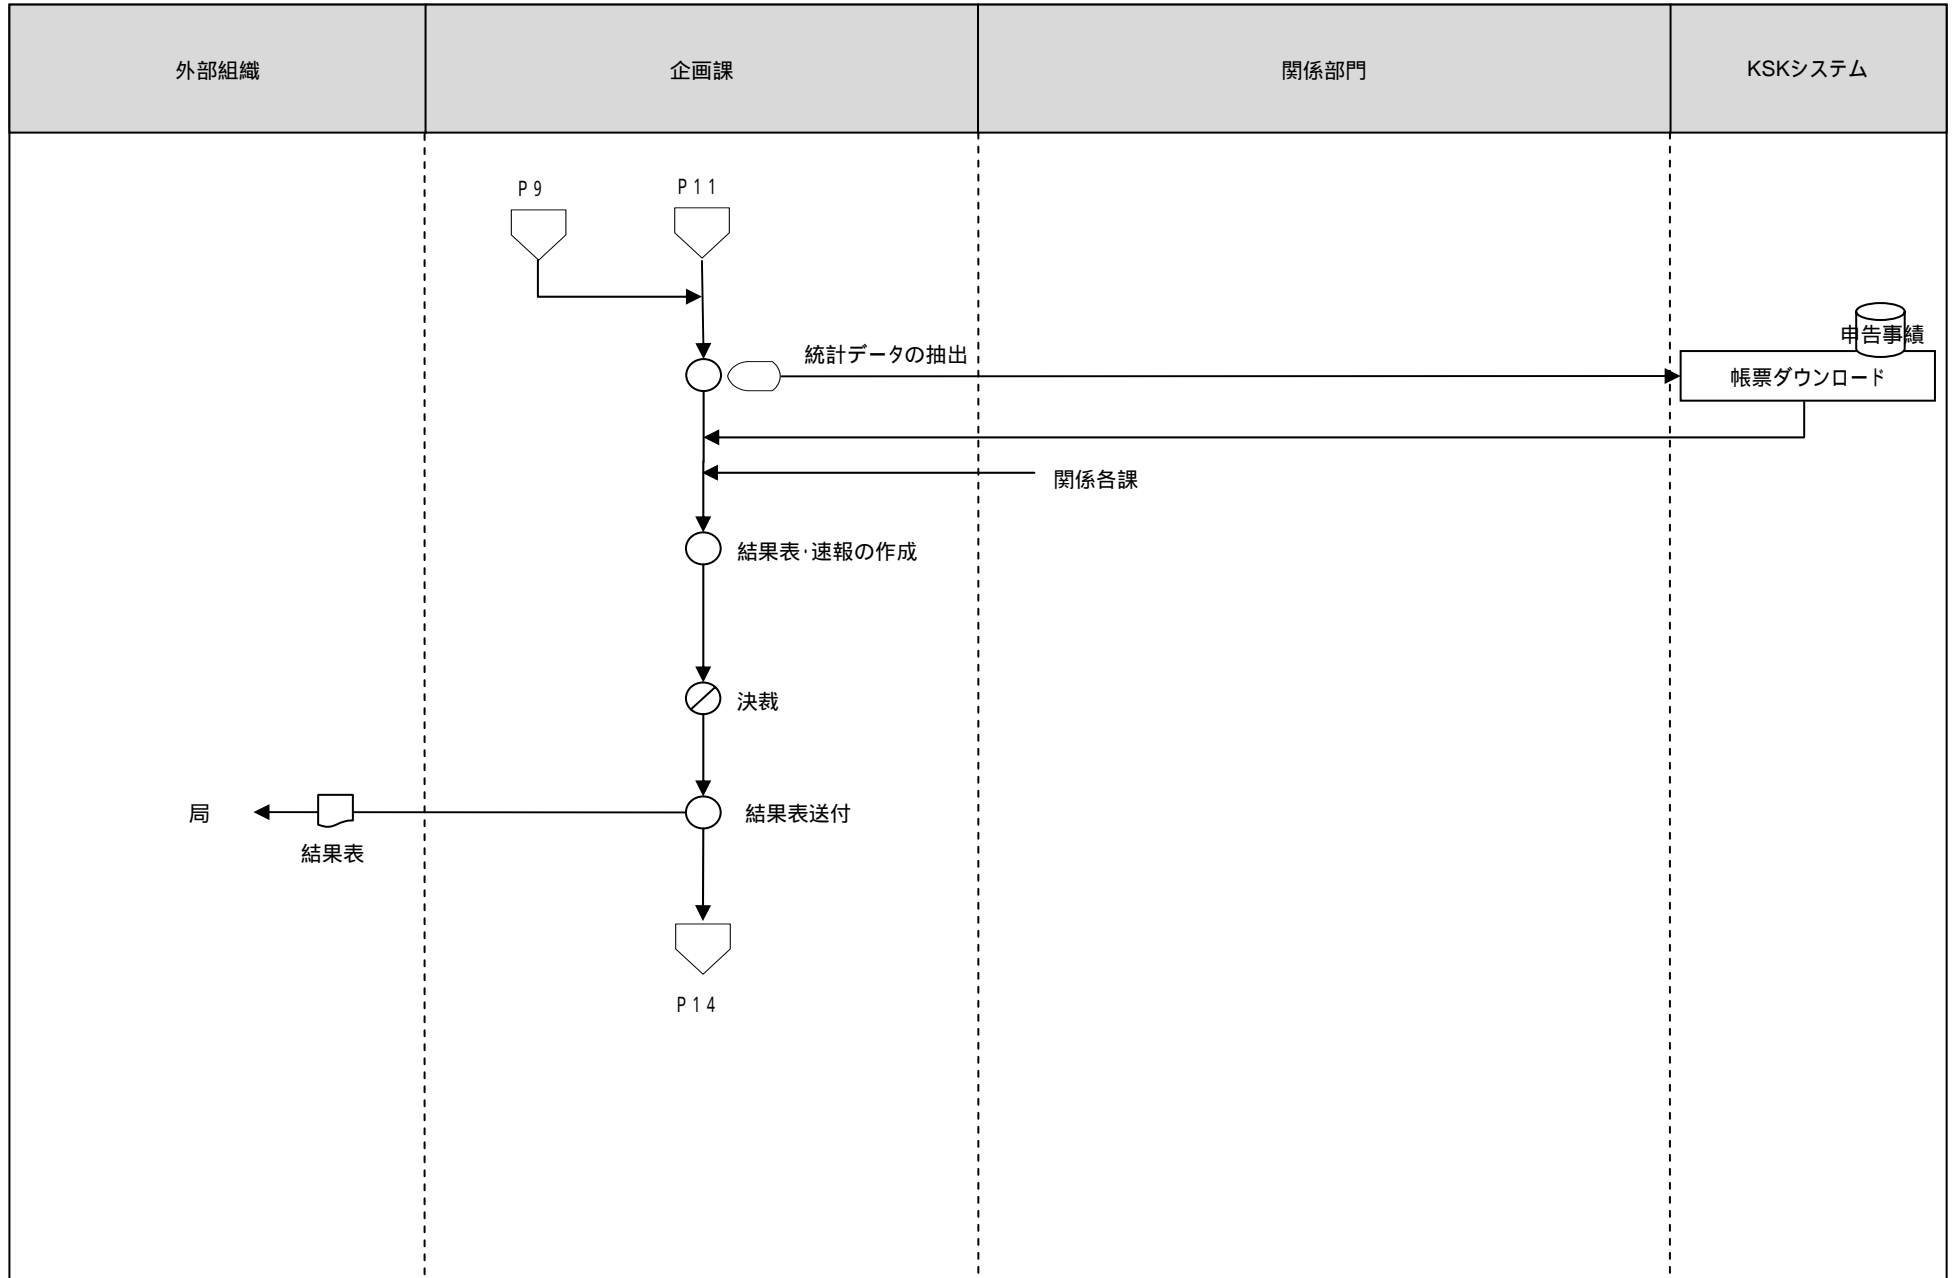 外部組織
企画課
関係部門
KSKシステム
P9
P11
申告事績
統計データの抽出
帳票ダウンロード
関係各課
結果表・速報の作成
決裁
局
結果表送付
結果表
P14